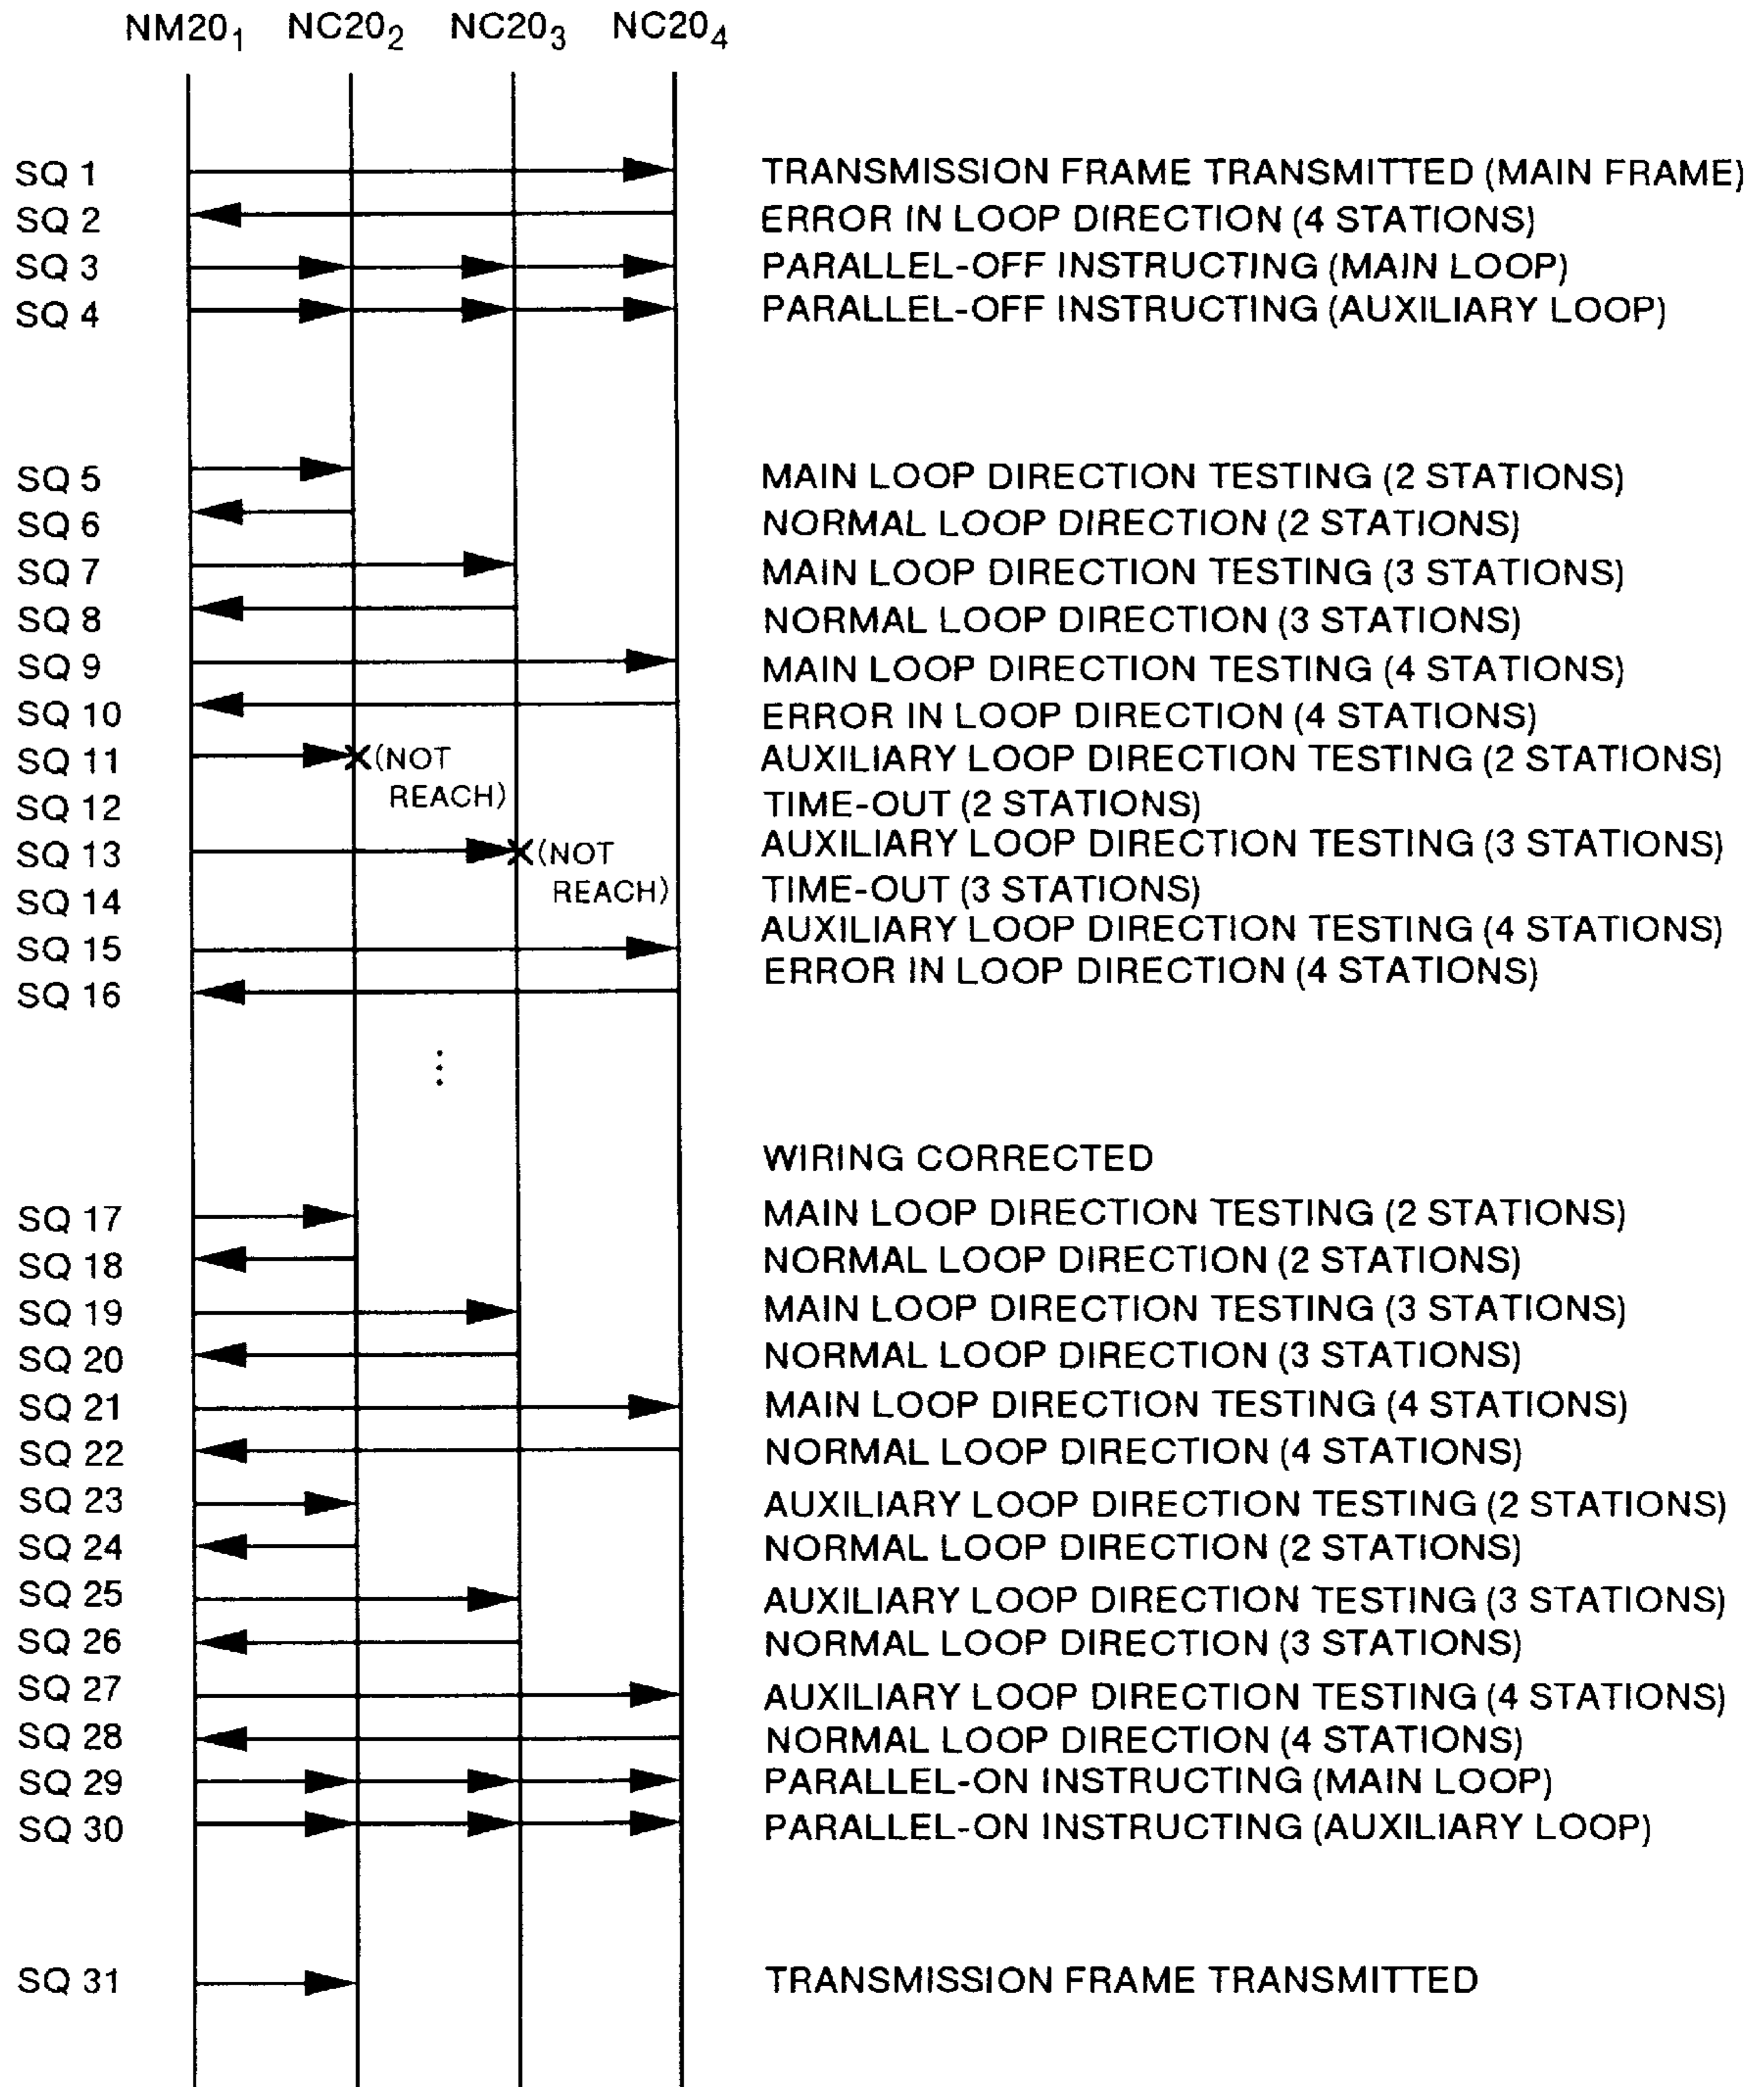 NM20₁ NC20₂ NC20₃ NC20₄
SQ 1 TRANSMISSION FRAME TRANSMITTED (MAIN FRAME)
SQ 2 ERROR IN LOOP DIRECTION (4 STATIONS)
SQ 3 PARALLEL-OFF INSTRUCTING (MAIN LOOP)
SQ 4 PARALLEL-OFF INSTRUCTING (AUXILIARY LOOP)
SQ 5 MAIN LOOP DIRECTION TESTING (2 STATIONS)
SQ 6 NORMAL LOOP DIRECTION (2 STATIONS)
SQ 7 MAIN LOOP DIRECTION TESTING (3 STATIONS)
SQ 8 NORMAL LOOP DIRECTION (3 STATIONS)
SQ 9 MAIN LOOP DIRECTION TESTING (4 STATIONS)
SQ 10 ERROR IN LOOP DIRECTION (4 STATIONS)
SQ 11 (NOT AUXILIARY LOOP DIRECTION TESTING (2 STATIONS)
SQ 12 REACH) TIME-OUT (2 STATIONS)
SQ 13 (NOT AUXILIARY LOOP DIRECTION TESTING (3 STATIONS)
SQ 14 REACH) TIME-OUT (3 STATIONS)
SQ 15 AUXILIARY LOOP DIRECTION TESTING (4 STATIONS)
SQ 16 ERROR IN LOOP DIRECTION (4 STATIONS)
WIRING CORRECTED
SQ 17 MAIN LOOP DIRECTION TESTING (2 STATIONS)
SQ 18 NORMAL LOOP DIRECTION (2 STATIONS)
SQ 19 MAIN LOOP DIRECTION TESTING (3 STATIONS)
SQ 20 NORMAL LOOP DIRECTION (3 STATIONS)
SQ 21 MAIN LOOP DIRECTION TESTING (4 STATIONS)
SQ 22 NORMAL LOOP DIRECTION (4 STATIONS)
SQ 23 AUXILIARY LOOP DIRECTION TESTING (2 STATIONS)
SQ 24 NORMAL LOOP DIRECTION (2 STATIONS)
SQ 25 AUXILIARY LOOP DIRECTION TESTING (3 STATIONS)
SQ 26 NORMAL LOOP DIRECTION (3 STATIONS)
SQ 27 AUXILIARY LOOP DIRECTION TESTING (4 STATIONS)
SQ 28 NORMAL LOOP DIRECTION (4 STATIONS)
SQ 29 PARALLEL-ON INSTRUCTING (MAIN LOOP)
SQ 30 PARALLEL-ON INSTRUCTING (AUXILIARY LOOP)
SQ 31 TRANSMISSION FRAME TRANSMITTED